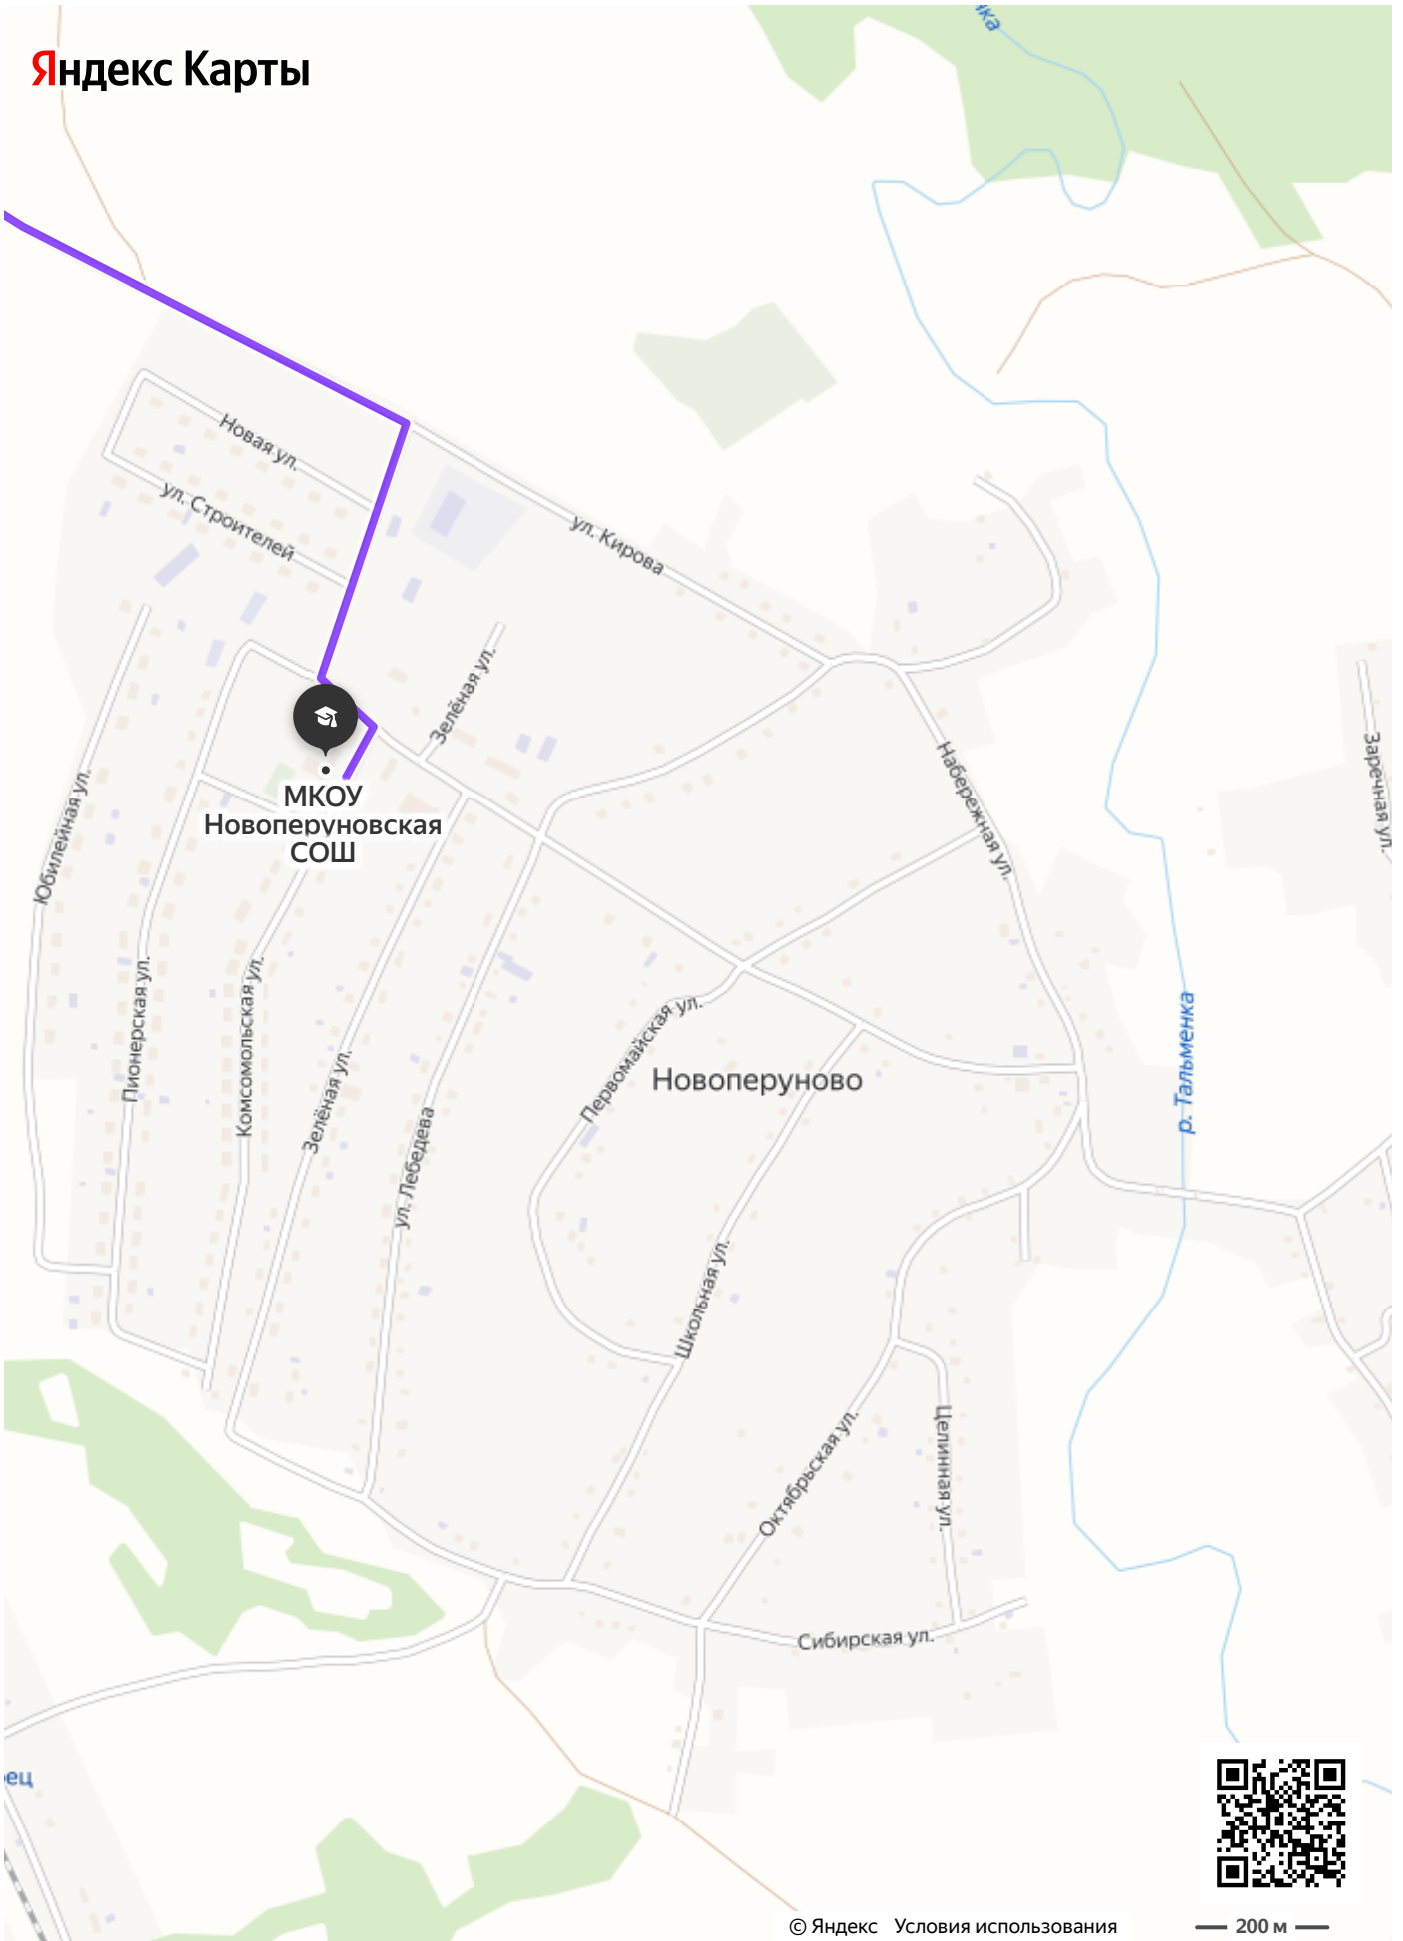 Яндекс Карты
Новая ул.
ул. Строителей
ул. Кирова
Зелёная ул.
Набережная ул.
Заречная ул.
Юбилейная ул.
МКОУ
Новоперуновская
СОШ
Пионерская ул.
Комсомольская ул.
Зелёная ул.
ул. Лебедева
Первомайская ул.
Новоперуново
р. Тальменка
Школьная ул.
Октябрьская ул.
Целинная ул.
Сибирская ул.
© Яндекс Условия использования
200 м